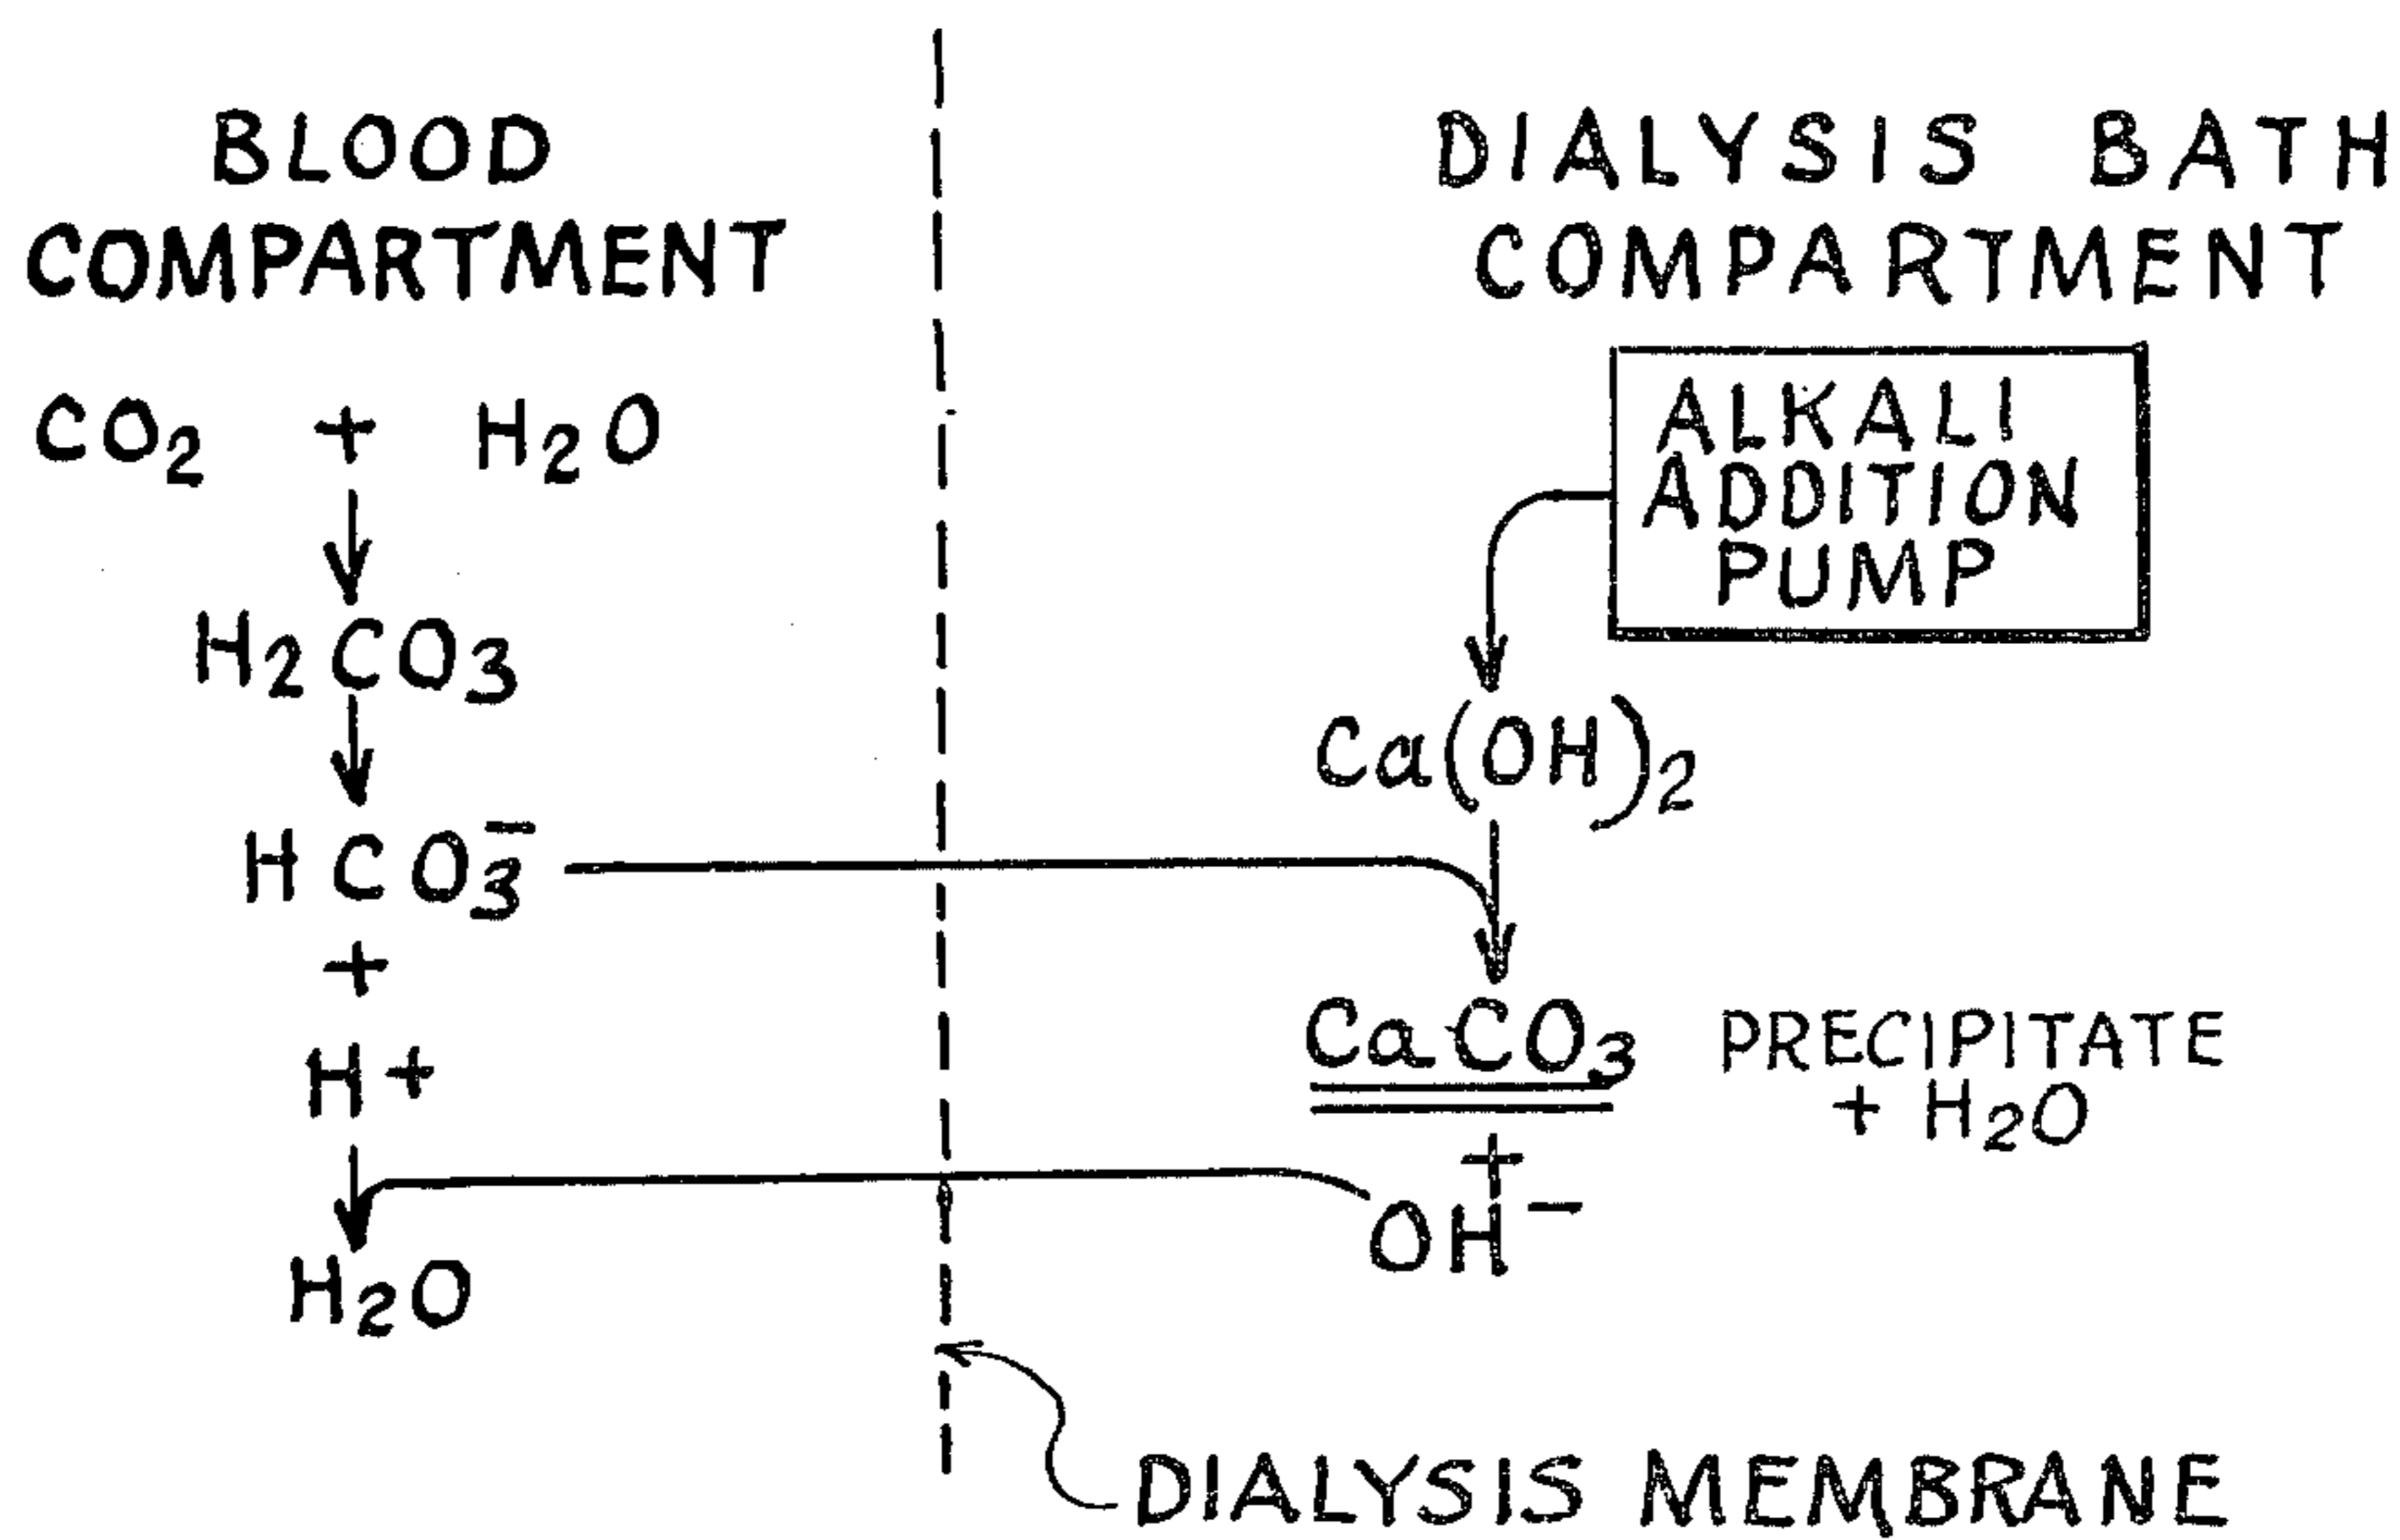 BLOOD
COMPARTMENT
CO₂ + H₂O
H₂CO₃
HCO₃⁻
+
H+
H₂O
DIALYSIS BATH
COMPARTMENT
ALKALI
ADDITION
PUMP
Ca(OH)₂
CaCO₃ PRECIPITATE
+ H₂O
+
OH⁻
DIALYSIS MEMBRANE